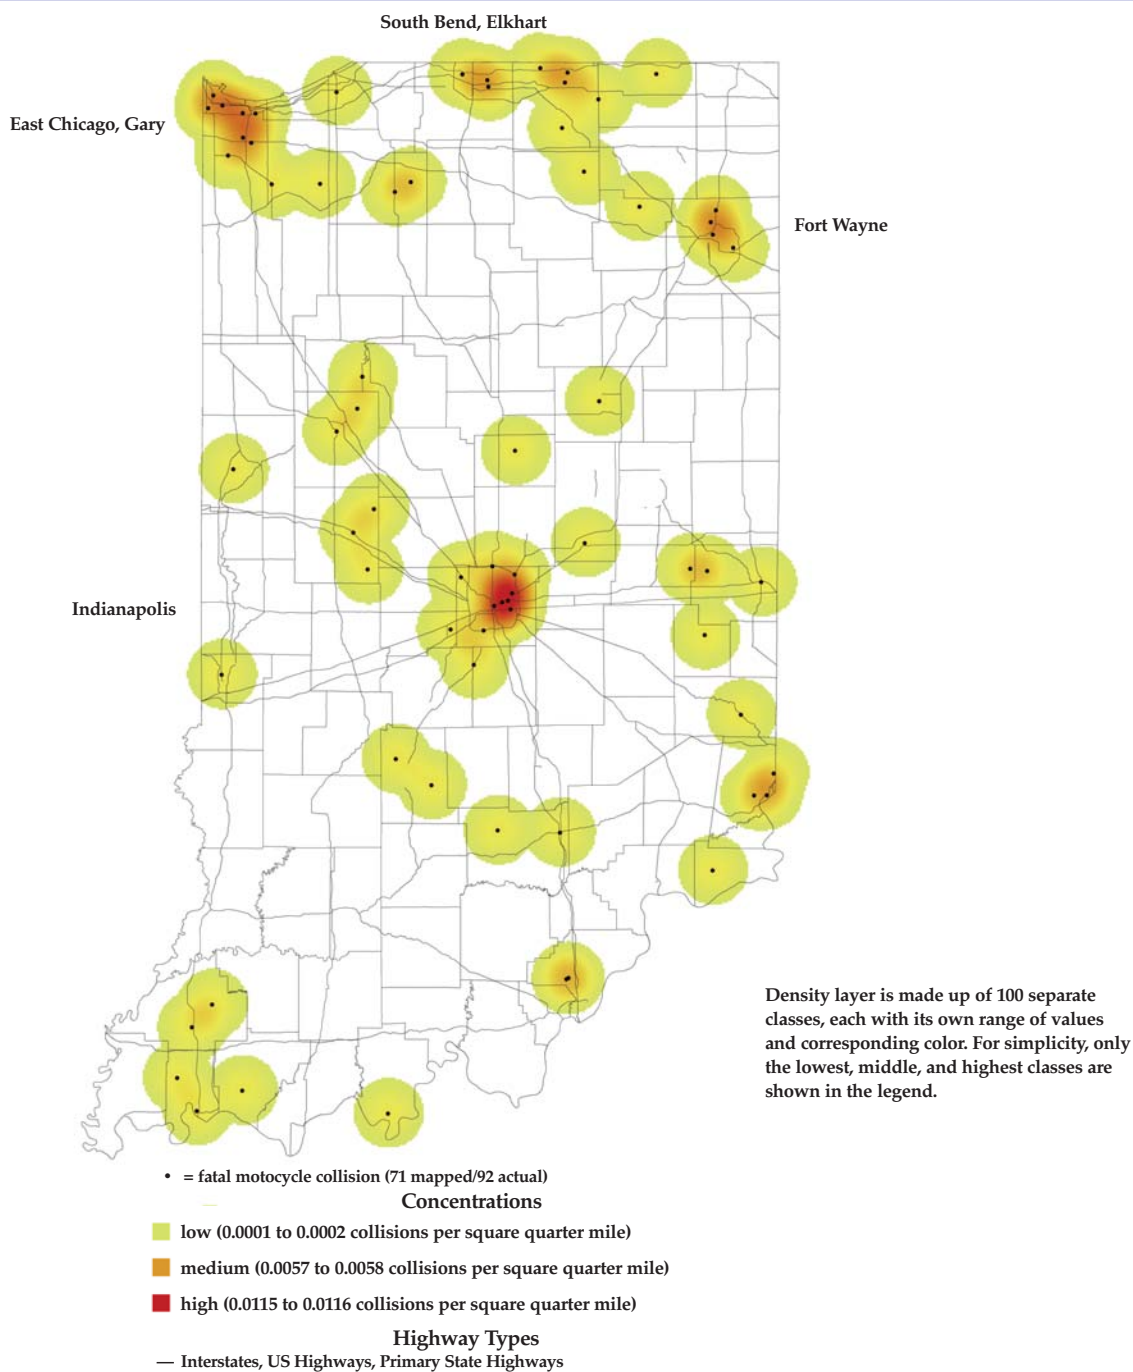 South Bend, Elkhart
East Chicago, Gary
Fort Wayne
Indianapolis
Density layer is made up of 100 separate
classes, each with its own range of values
and corresponding color. For simplicity, only
the lowest, middle, and highest classes are
shown in the legend.
• = fatal motocycle collision (71 mapped/92 actual)
Concentrations
low (0.0001 to 0.0002 collisions per square quarter mile)
medium (0.0057 to 0.0058 collisions per square quarter mile)
high (0.0115 to 0.0116 collisions per square quarter mile)
Highway Types
— Interstates, US Highways, Primary State Highways